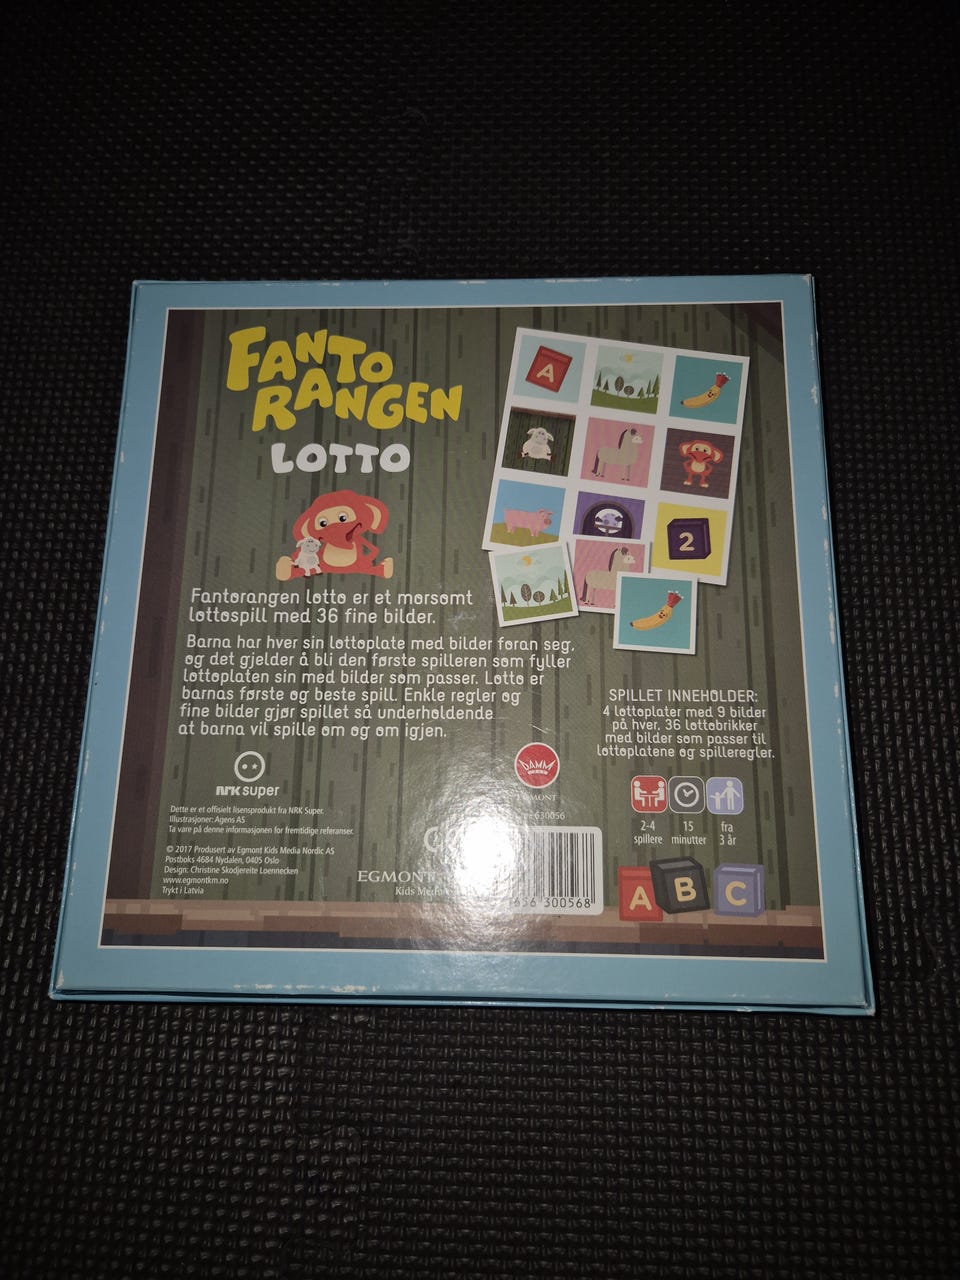 FANTO
RANGEN
LOTTO
Fantorangen lotto er et morsomt
lottospill med 36 fine bilder.
Barna har hver sin lottoplate med bilder foran seg,
og det gjelder å bli den første spilleren som fyller
lottoplaten sin med bilder som passer. Lotto er
barnas første og beste spill. Enkle regler og
fine bilder gjør spillet så underholdende
at barna vil spille om og om igjen.
nrk super
Dette er et offisielt lisensprodukt fra NRK Super.
Illustrasjoner: Agens AS
Ta vare på denne informasjonen for fremtidige referanser.
© 2017 Produsert av Egmont Kids Media Nordic AS
Postboks 4684 Nydalen, 0405 Oslo
Design: Christine Skodjereite Loennecken
www.egmontkm.no
Trykt i Latvia
DAMM
EGMONT
630056
EGMONT
Kids
300568
A
2
SPILLET INNEHOLDER:
4 lottoplater med 9 bilder
på hver, 36 lottobrikker
med bilder som passer til
lottoplatene og spilleregler.
2-4
spillere
15
minutter
fra
3 år
A B C